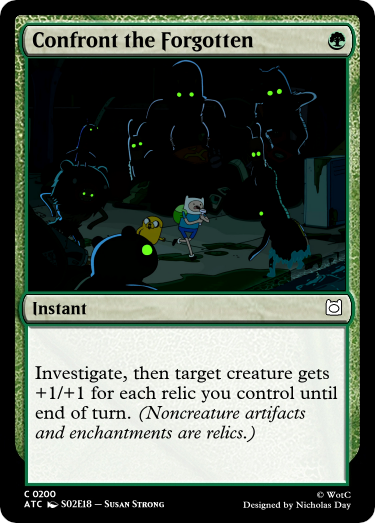 Confront the Forgotten
Instant
Investigate, then target creature gets
+1/+1 for each relic you control until
end of turn. (Noncreature artifacts
and enchantments are relics.)
C 0200
© WotC
ATC S02E18 – Susan Strong
Designed by Nicholas Day